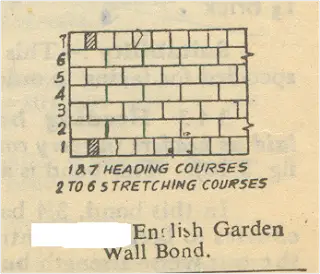 7
6
5
4
3
2
1
1 & 7 HEADING COURSES
2 TO 6 STRETCHING COURSES
English Garden
Wall Bond.